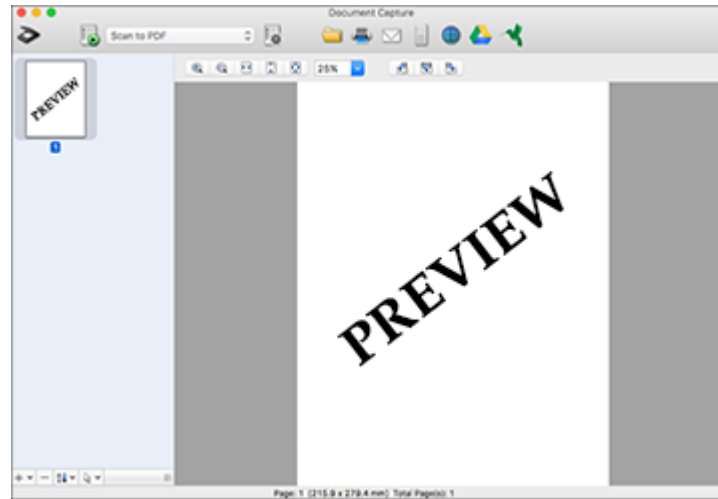 Document Capture
Scan to PDF
25%
PREVIEW
1
PREVIEW
Page: 1 [215.9 x 279.4 mm] Total Page(s): 1